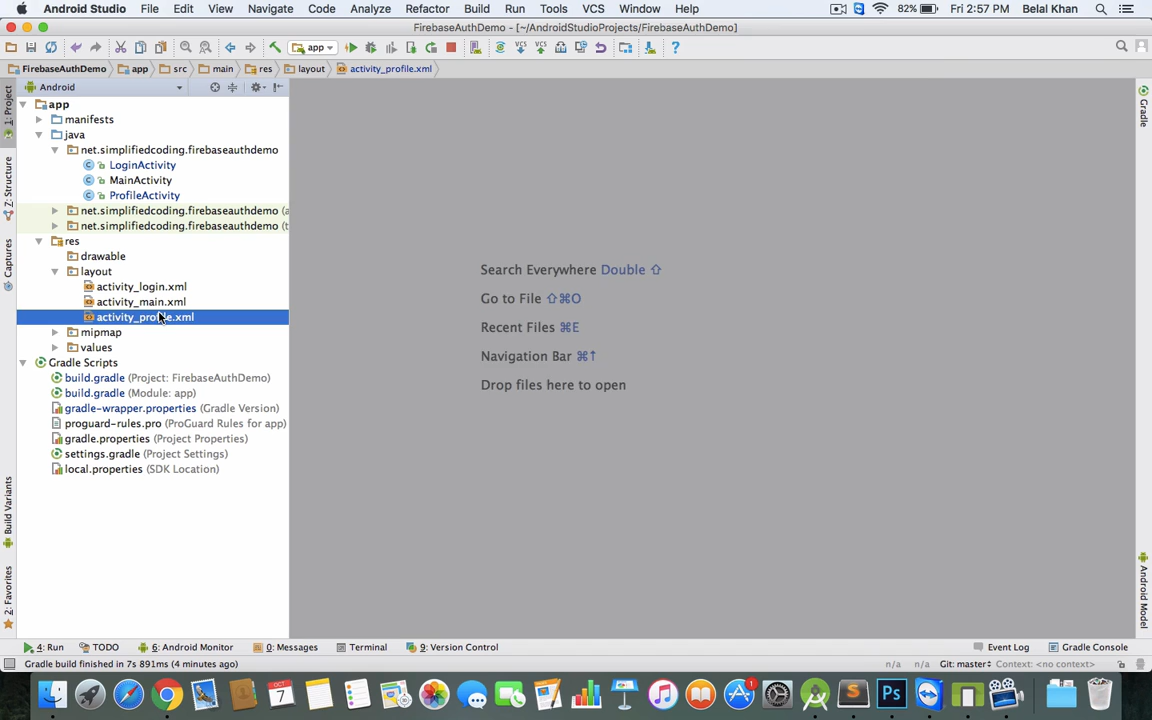 Android Studio File Edit View Navigate Code Analyze Refactor Build Run Tools VCS Window Help 82% Fri 2:57 PM Belal Khan
FirebaseAuthDemo - [~/AndroidStudioProjects/FirebaseAuthDemo]
app
FirebaseAuthDemo app src main res layout activity_profile.xml
Android
app
manifests
java
net.simplifiedcoding.firebaseauthdemo
LoginActivity
MainActivity
ProfileActivity
net.simplifiedcoding.firebaseauthdemo (a
net.simplifiedcoding.firebaseauthdemo (t
res
drawable
layout
activity_login.xml
activity_main.xml
activity_profile.xml
mipmap
values
Gradle Scripts
build.gradle (Project: FirebaseAuthDemo)
build.gradle (Module: app)
gradle-wrapper.properties (Gradle Version)
proguard-rules.pro (ProGuard Rules for app)
gradle.properties (Project Properties)
settings.gradle (Project Settings)
local.properties (SDK Location)
1: Project
Z: Structure
Captures
Build Variants
2: Favorites
Search Everywhere Double ⇧
Go to File ⇧⌘O
Recent Files ⌘E
Navigation Bar ⌘↑
Drop files here to open
Gradle
Android Model
4: Run TODO 6: Android Monitor 0: Messages Terminal 9: Version Control Event Log Gradle Console
Gradle build finished in 7s 891ms (4 minutes ago) n/a n/a Git: master Context: <no context>
OCT
7
1
Ps